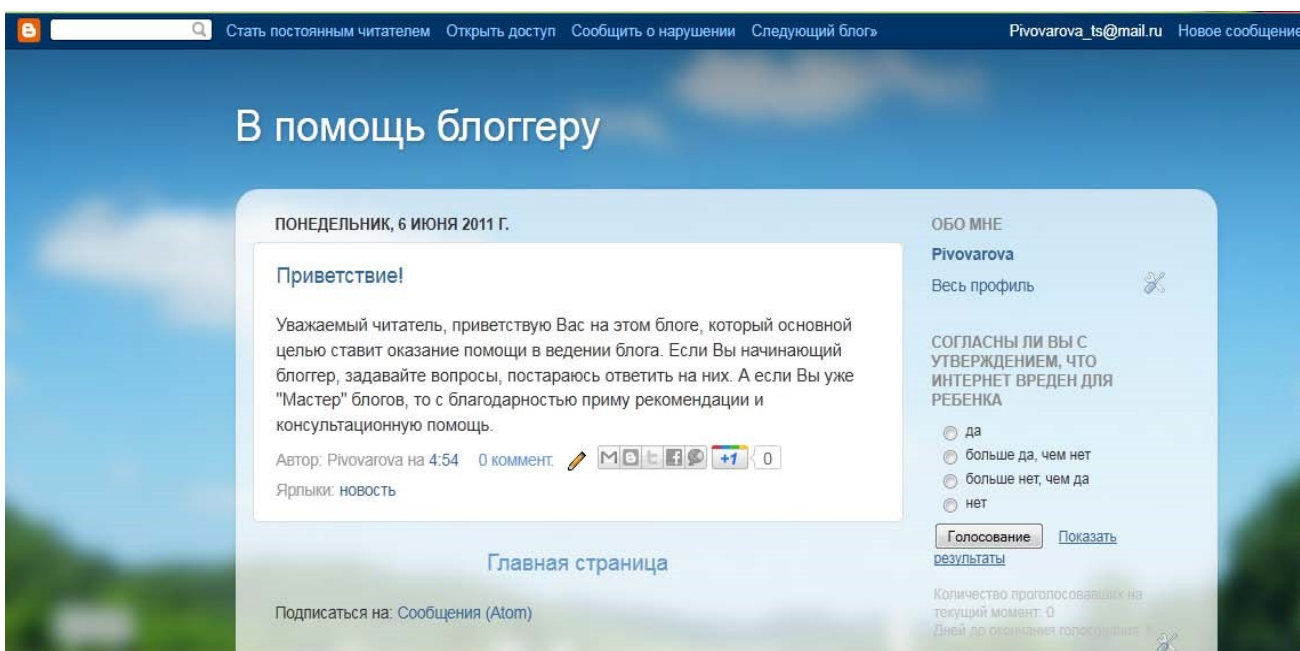 Стать постоянным читателем Открыть доступ Сообщить о нарушении Следующий блог» Pivovarova_ts@mail.ru Новое сообщение
В помощь блоггеру
ПОНЕДЕЛЬНИК, 6 ИЮНЯ 2011 Г.
Приветствие!
Уважаемый читатель, приветствую Вас на этом блоге, который основной
целью ставит оказание помощи в ведении блога. Если Вы начинающий
блоггер, задавайте вопросы, постараюсь ответить на них. А если Вы уже
"Мастер" блогов, то с благодарностью приму рекомендации и
консультационную помощь.
Автор: Pivovarova на 4:54 0 коммент. +1 0
Ярлыки: новость
Главная страница
Подписаться на: Сообщения (Atom)
ОБО МНЕ
Pivovarova
Весь профиль
СОГЛАСНЫ ЛИ ВЫ С
УТВЕРЖДЕНИЕМ, ЧТО
ИНТЕРНЕТ ВРЕДЕН ДЛЯ
РЕБЕНКА
да
больше да, чем нет
больше нет, чем да
нет
Голосование Показать
результаты
Количество проголосовавших на
текущий момент: 0
Дней до окончания голосования: